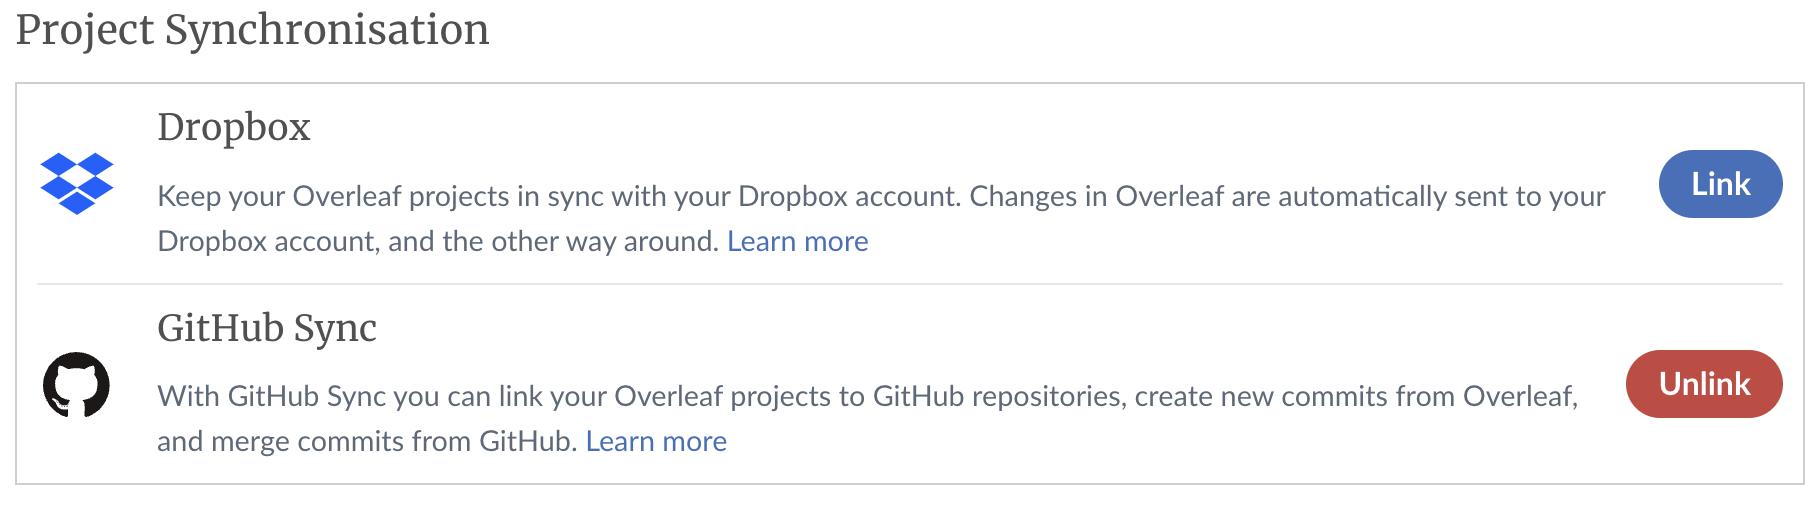 Project Synchronisation
Dropbox
Keep your Overleaf projects in sync with your Dropbox account. Changes in Overleaf are automatically sent to your
Dropbox account, and the other way around. Learn more
Link
GitHub Sync
With GitHub Sync you can link your Overleaf projects to GitHub repositories, create new commits from Overleaf,
and merge commits from GitHub. Learn more
Unlink